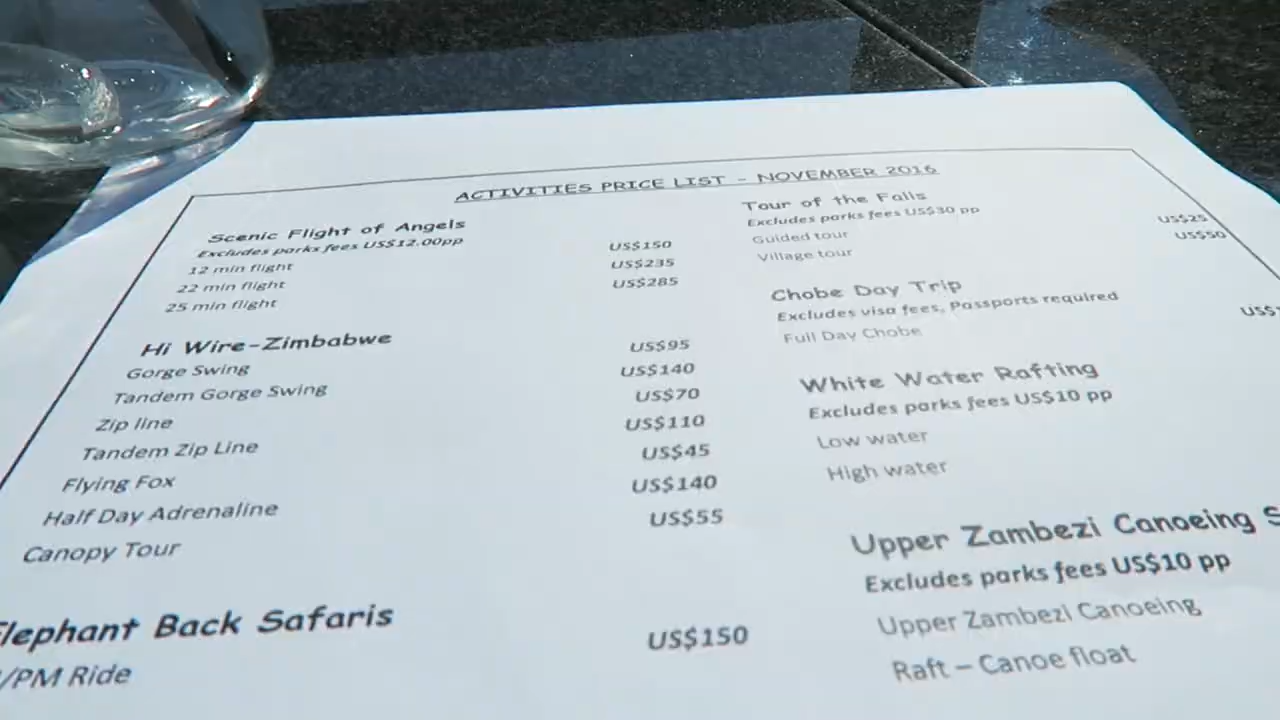 ACTIVITIES PRICE LIST - NOVEMBER 2016
Scenic Flight of Angels
Excludes parks fees US$12.00pp
12 min flight US$150
22 min flight US$235
25 min flight US$285
Hi Wire-Zimbabwe
Gorge Swing US$95
Tandem Gorge Swing US$140
Zip line US$70
Tandem Zip Line US$110
Flying Fox US$45
Half Day Adrenaline US$140
Canopy Tour US$55
Elephant Back Safaris
/PM Ride US$150
Tour of the Falls
Excludes parks fees US$30 pp
Guided tour US$25
Village tour US$50
Chobe Day Trip
Excludes visa fees, Passports required
Full Day Chobe
White Water Rafting
Excludes parks fees US$10 pp
Low water
High water
Upper Zambezi Canoeing
Excludes parks fees US$10 pp
Upper Zambezi Canoeing
Raft – Canoe float